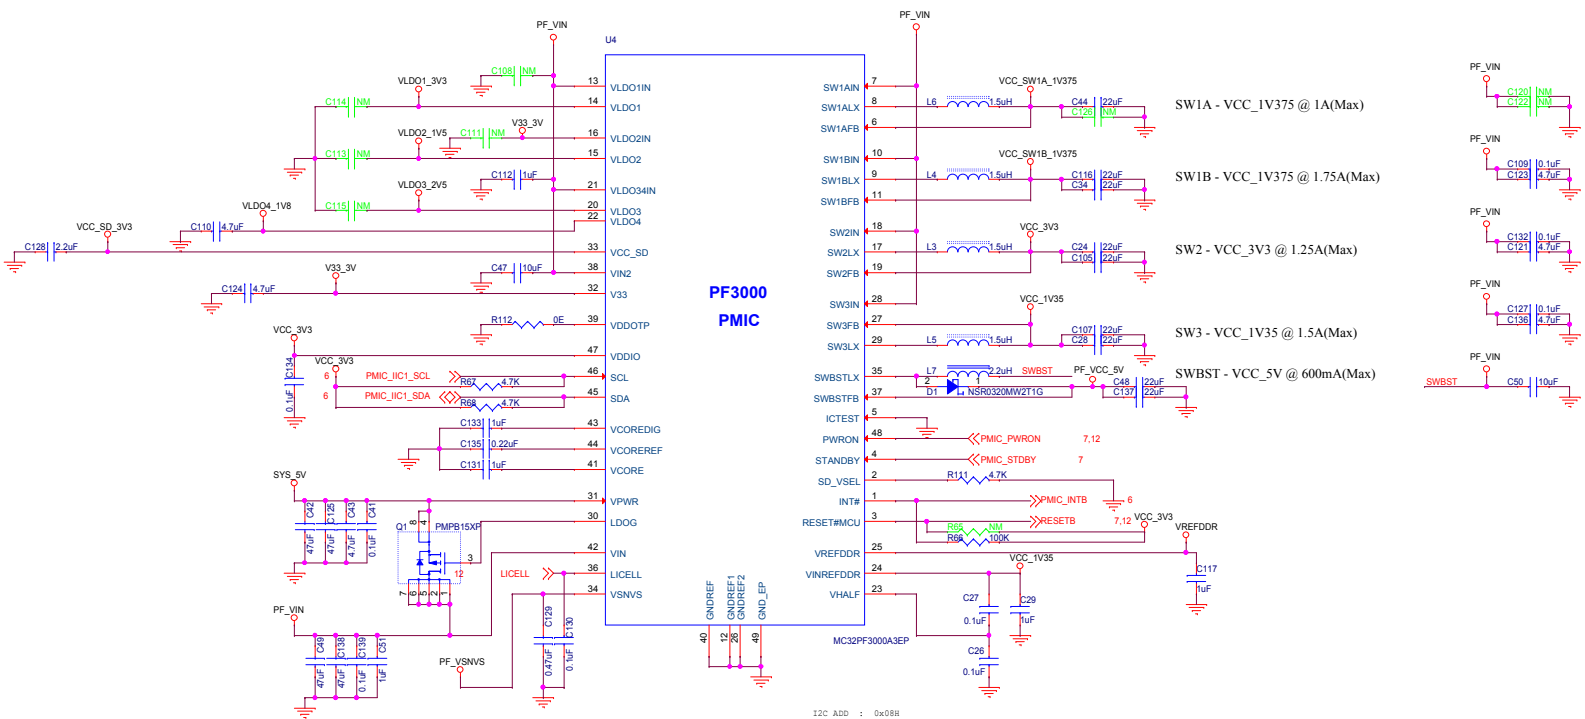 PF_VIN
U4
C108 NM
13 VLDO1IN
VLDO1_3V3
C114 NM
14 VLDO1
VLDO2_1V5
C111 NM
V33_3V
16 VLDO2IN
C113 NM
15 VLDO2
C112 1uF
21 VLDO34IN
VLDO3_2V5
C115 NM
20 VLDO3
22 VLDO4
VLDO4_1V8
C110 4.7uF
VCC_SD_3V3
C128 2.2uF
33 VCC_SD
C47 10uF
38 VIN2
V33_3V
C124 4.7uF
32 V33
R112 0E
39 VDDOTP
VCC_3V3
47 VDDIO
C134
0.1uF
VCC_3V3
6 PMIC_IIC1_SCL
46 SCL
R67 4.7K
6 PMIC_IIC1_SDA
45 SDA
R68 4.7K
C133 1uF
43 VCOREDIG
C135 0.22uF
44 VCOREREF
C131 1uF
41 VCORE
SYS_5V
31 VPWR
C42 47uF
C125 47uF
C43 4.7uF
C41 0.1uF
Q1 PMPB15XP
8 4
3
7 6 5 2 1
30 LDOG
42 VIN
12 LICELL
36 LICELL
34 VSNVS
PF_VIN
C49 47uF
C138 47uF
C139 0.1uF
C51 1uF
PF_VSNVS
C129 0.47uF
C130 0.1uF
PF3000
PMIC
GNDREF 40
GNDREF1 12
GNDREF2 26
GND_EP 49
MC32PF3000A3EP
PF_VIN
SW1AIN 7
SW1ALX 8
L6 1.5uH
VCC_SW1A_1V375
C44 22uF
C126 NM
SW1AFB 6
SW1A - VCC_1V375 @ 1A(Max)
SW1BIN 10
SW1BLX 9
L4 1.5uH
VCC_SW1B_1V375
C116 22uF
C34 22uF
SW1BFB 11
SW1B - VCC_1V375 @ 1.75A(Max)
SW2IN 18
SW2LX 17
L3 1.5uH
VCC_3V3
C24 22uF
C105 22uF
SW2FB 19
SW2 - VCC_3V3 @ 1.25A(Max)
SW3IN 28
SW3FB 27
SW3LX 29
L5 1.5uH
VCC_1V35
C107 22uF
C28 22uF
SW3 - VCC_1V35 @ 1.5A(Max)
SWBSTLX 35
L7 2.2uH
SWBST
2 1
D1 NSR0320MW2T1G
PF_VCC_5V
C48 22uF
C137 22uF
SWBSTFB 37
SWBST - VCC_5V @ 600mA(Max)
ICTEST 5
PWRON 48
PMIC_PWRON 7,12
STANDBY 4
PMIC_STDBY 7
SD_VSEL 2
R111 4.7K
INT# 1
PMIC_INTB 6
RESET#MCU 3
RESETB 7,12
R65 NM
R66 100K
VCC_3V3
VREFDDR
VREFDDR 25
C117
1uF
VINREFDDR 24
VCC_1V35
VHALF 23
C27
0.1uF
C29
1uF
C26
0.1uF
PF_VIN
C120 NM
C122 NM
PF_VIN
C109 0.1uF
C123 4.7uF
PF_VIN
C132 0.1uF
C121 4.7uF
PF_VIN
C127 0.1uF
C136 4.7uF
PF_VIN
SWBST
C50 10uF
I2C ADD : 0x08H